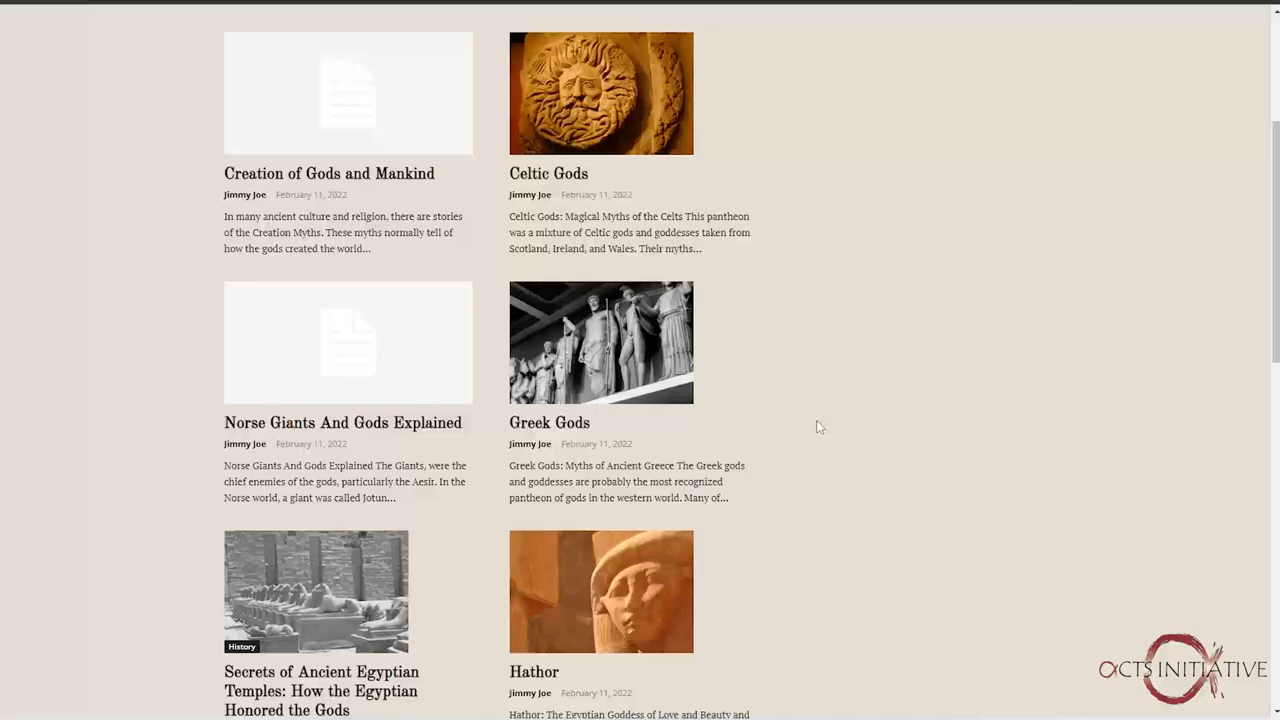 Creation of Gods and Mankind
Jimmy Joe February 11, 2022
In many ancient culture and religion, there are stories
of the Creation Myths. These myths normally tell of
how the gods created the world...
Celtic Gods
Jimmy Joe February 11, 2022
Celtic Gods: Magical Myths of the Celts This pantheon
was a mixture of Celtic gods and goddesses taken from
Scotland, Ireland, and Wales. Their myths...
Norse Giants And Gods Explained
Jimmy Joe February 11, 2022
Norse Giants And Gods Explained The Giants, were the
chief enemies of the gods, particularly the Aesir. In the
Norse world, a giant was called Jotun...
Greek Gods
Jimmy Joe February 11, 2022
Greek Gods: Myths of Ancient Greece The Greek gods
and goddesses are probably the most recognized
pantheon of gods in the western world. Many of...
History
Secrets of Ancient Egyptian
Temples: How the Egyptian
Honored the Gods
Hathor
Jimmy Joe February 11, 2022
Hathor: The Egyptian Goddess of Love and Beauty and
ACTS INITIATIVE